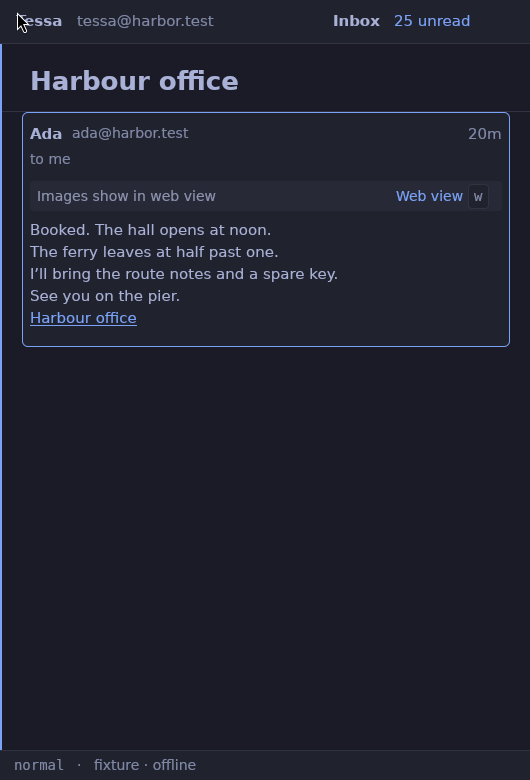 Tessa tessa@harbor.test Inbox 25 unread
Harbour office
Ada ada@harbor.test 20m
to me
Images show in web view Web view w
Booked. The hall opens at noon.
The ferry leaves at half past one.
I’ll bring the route notes and a spare key.
See you on the pier.
Harbour office
normal · fixture · offline